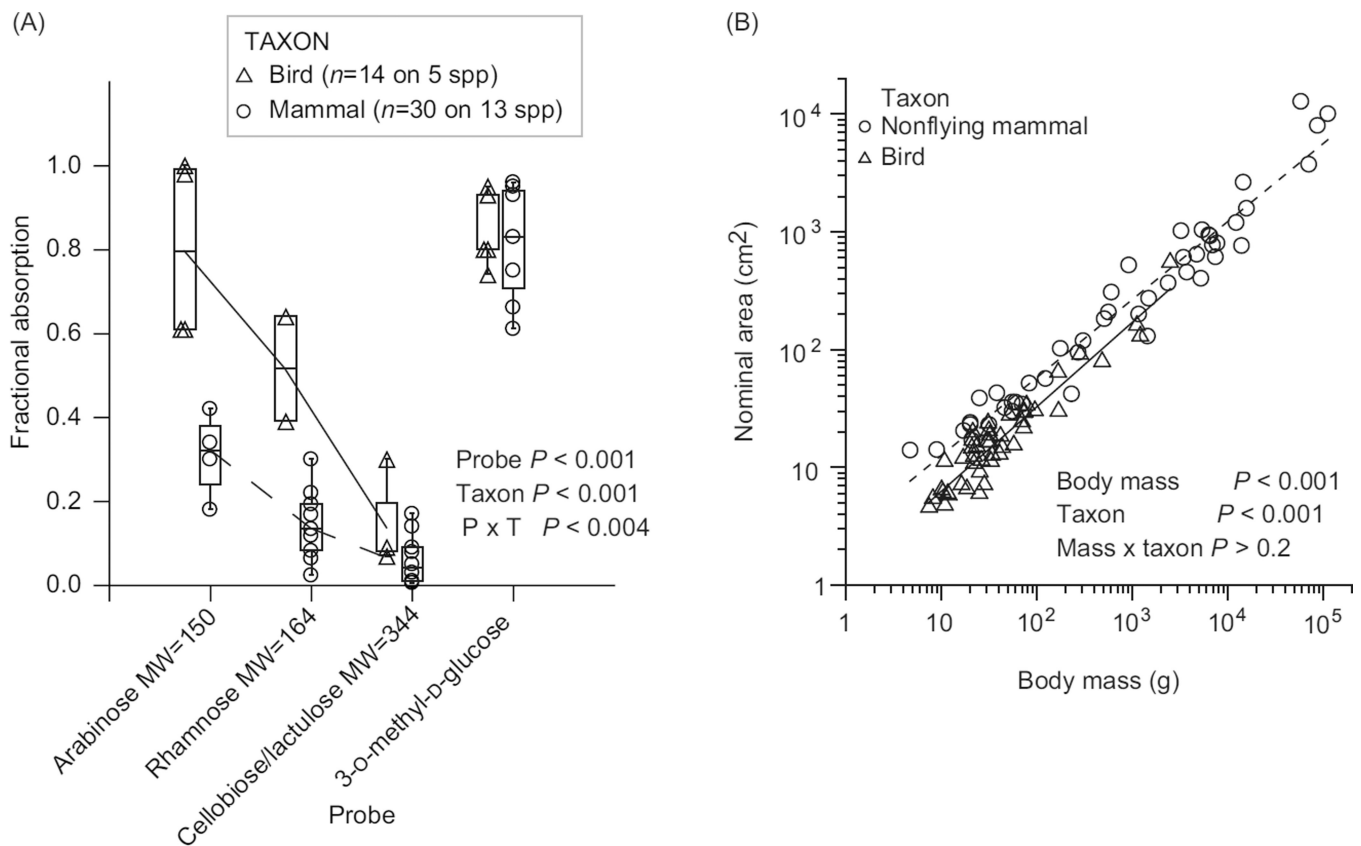 (A)
TAXON
Bird (n=14 on 5 spp)
Mammal (n=30 on 13 spp)
1.0
0.8
0.6
0.4
0.2
0.0
Fractional absorption
Probe P < 0.001
Taxon P < 0.001
P x T P < 0.004
Arabinose MW=150
Rhamnose MW=164
Cellobiose/lactulose MW=344
3-o-methyl-D-glucose
Probe
(B)
Taxon
Nonflying mammal
Bird
10⁴
10³
10²
10
1
Nominal area (cm²)
Body mass P < 0.001
Taxon P < 0.001
Mass x taxon P > 0.2
1
10
10²
10³
10⁴
10⁵
Body mass (g)